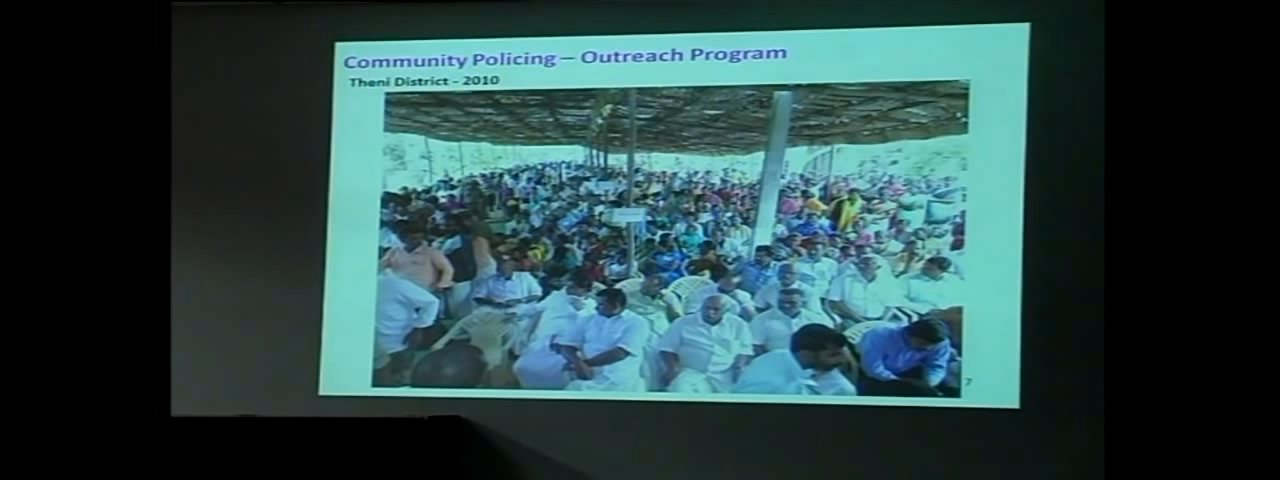 Community Policing – Outreach Program
Theni District - 2010
7